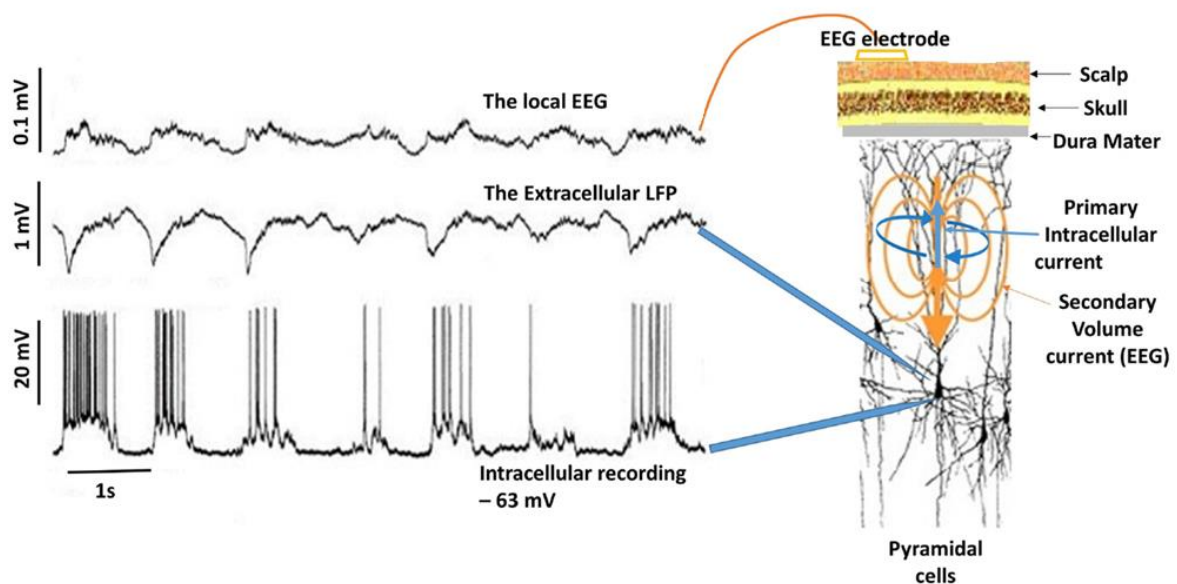 EEG electrode
Scalp
Skull
Dura Mater
0.1 mV
The local EEG
1 mV
The Extracellular LFP
Primary
Intracellular
current
Secondary
Volume
current (EEG)
20 mV
Intracellular recording
– 63 mV
1s
Pyramidal
cells